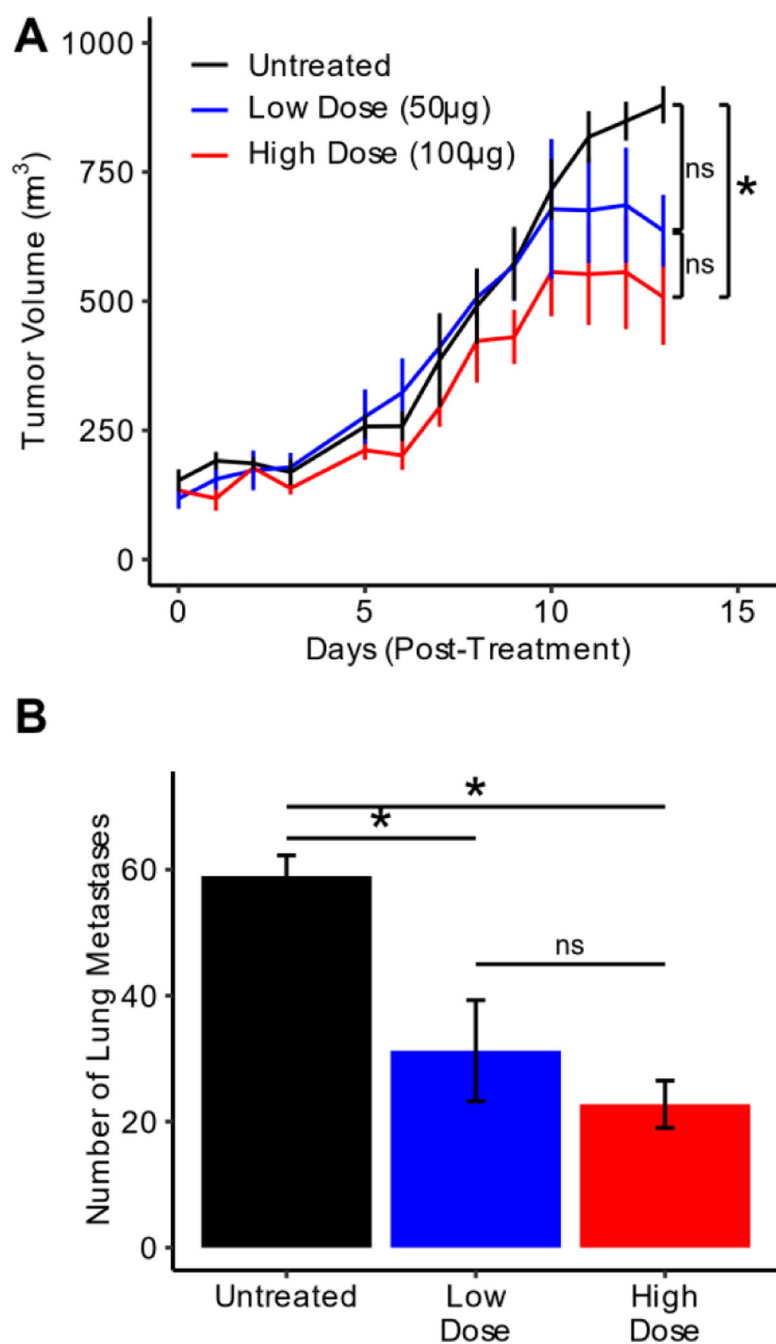 A
1000
750
500
250
0
Tumor Volume (mm³)
Untreated
Low Dose (50µg)
High Dose (100µg)
ns
ns
*
0
5
10
15
Days (Post-Treatment)
B
60
40
20
0
Number of Lung Metastases
*
*
ns
Untreated
Low
Dose
High
Dose